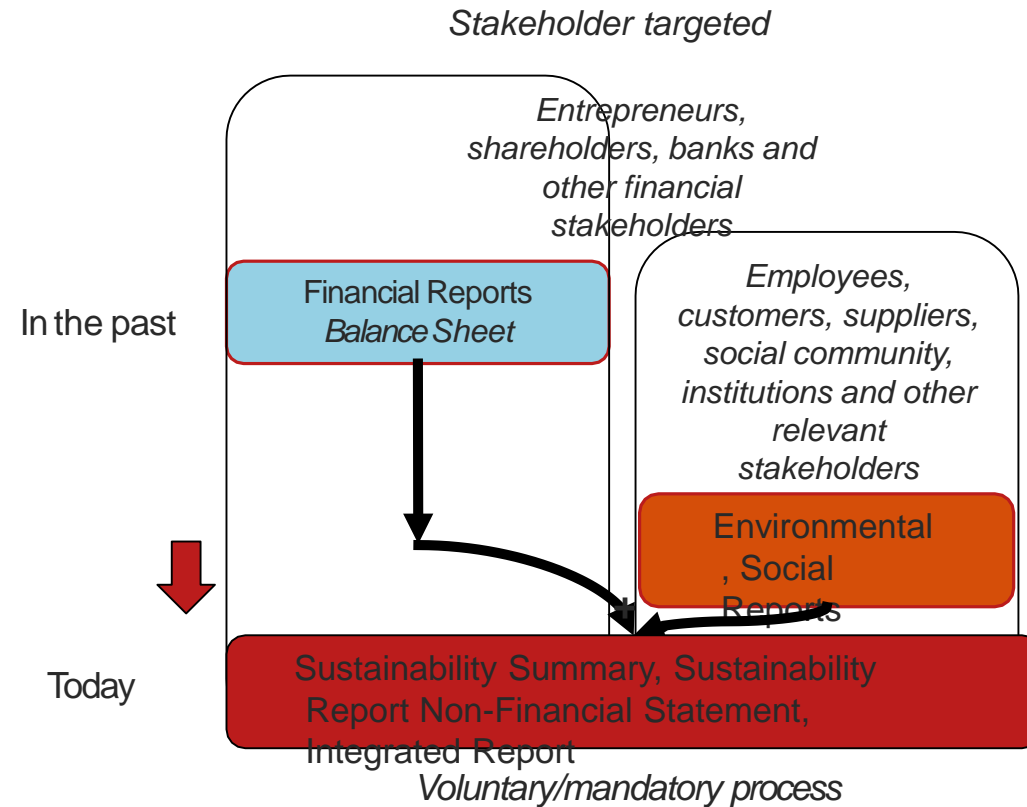 Stakeholder targeted
Entrepreneurs,
shareholders, banks and
other financial
stakeholders
In the past
Financial Reports
Balance Sheet
Employees,
customers, suppliers,
social community,
institutions and other
relevant
stakeholders
Environmental
, Social
Reports
+
Today
Sustainability Summary, Sustainability
Report Non-Financial Statement,
Integrated Report
Voluntary/mandatory process